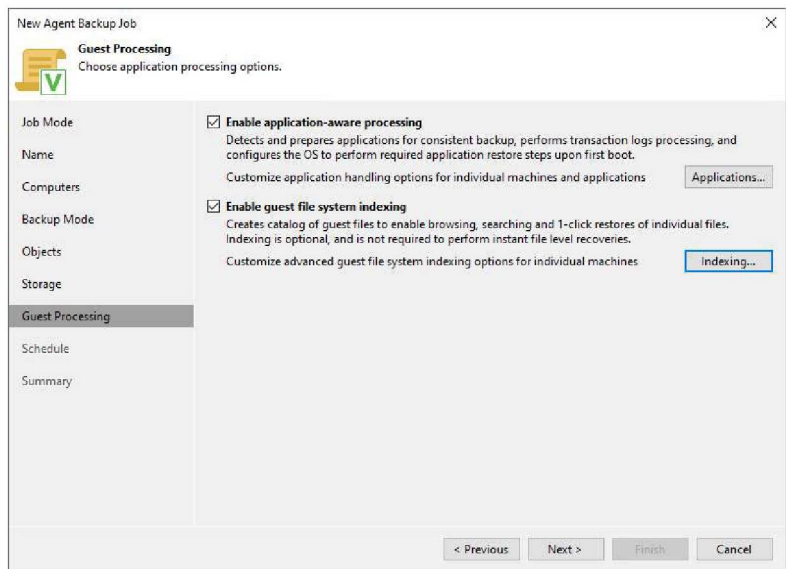 New Agent Backup Job
Guest Processing
Choose application processing options.
V
Job Mode
Name
Computers
Backup Mode
Objects
Storage
Guest Processing
Schedule
Summary
Enable application-aware processing
Detects and prepares applications for consistent backup, performs transaction logs processing, and
configures the OS to perform required application restore steps upon first boot.
Customize application handling options for individual machines and applications
Applications...
Enable guest file system indexing
Creates catalog of guest files to enable browsing, searching and 1-click restores of individual files.
Indexing is optional, and is not required to perform instant file level recoveries.
Customize advanced guest file system indexing options for individual machines
Indexing...
< Previous
Next >
Finish
Cancel